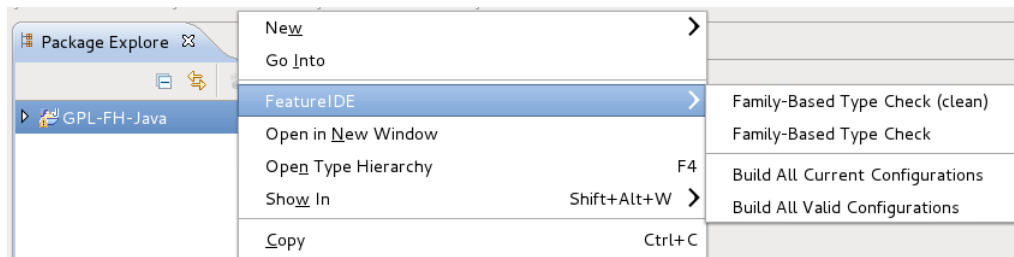 Package Explore
New
Go Into
FeatureIDE
Family-Based Type Check (clean)
GPL-FH-Java
Open in New Window
Family-Based Type Check
Open Type Hierarchy F4
Build All Current Configurations
Show In Shift+Alt+W
Build All Valid Configurations
Copy Ctrl+C